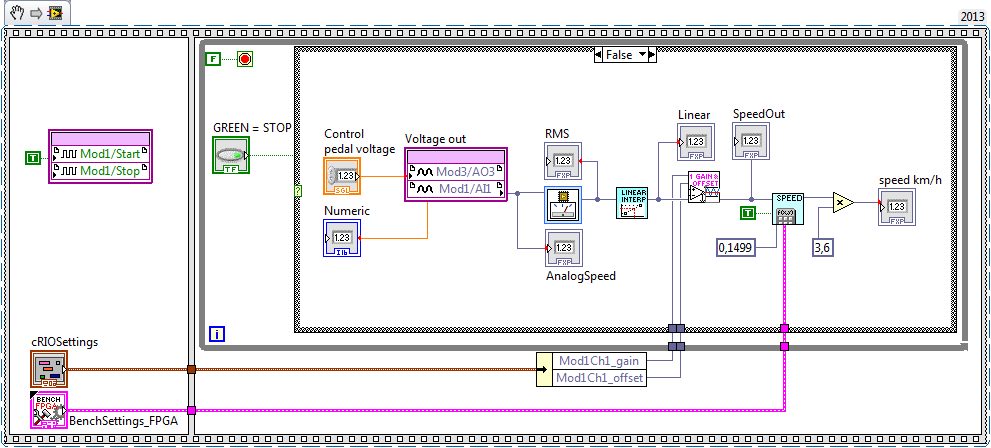 2013
False
F
GREEN = STOP
TF
T
Mod1/Start
Mod1/Stop
Control
pedal voltage
1.23
SGL
Voltage out
Mod3/AO3
Mod1/AI1
Numeric
1.23
I16
RMS
1.23
FXP
1.23
FXP
AnalogSpeed
LINEAR
INTERP
Linear
1.23
FXP
SpeedOut
1.23
FXP
GAIN &
OFFSET
T
SPEED
0,1499
x
3,6
speed km/h
1.23
FXP
?
i
cRIOSettings
Mod1Ch1_gain
Mod1Ch1_offset
BENCH
FPGA
BenchSettings_FPGA